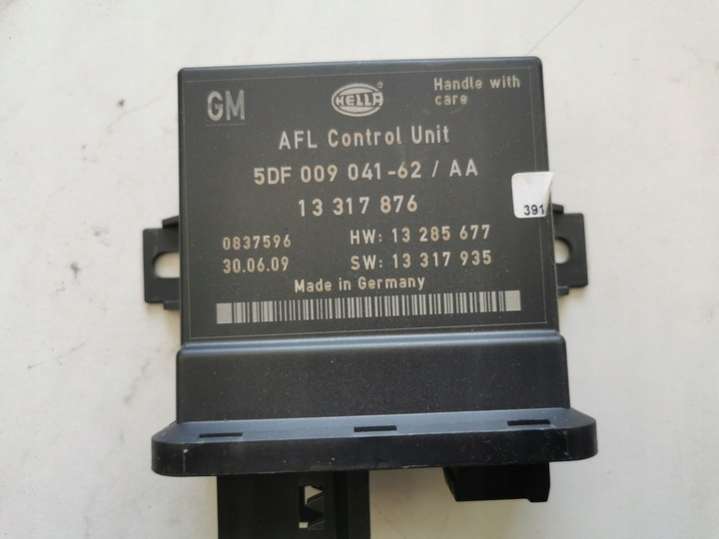 GM
HELLA ®
Handle with
care
AFL Control Unit
5DF 009 041-62 / AA
13 317 876
391
0837596 HW: 13 285 677
30.06.09 SW: 13 317 935
Made in Germany